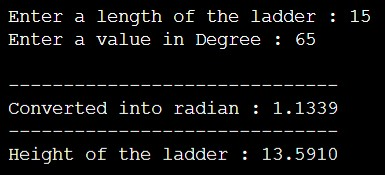 Enter a length of the ladder : 15
Enter a value in Degree : 65
------------------------------
Converted into radian : 1.1339
------------------------------
Height of the ladder : 13.5910